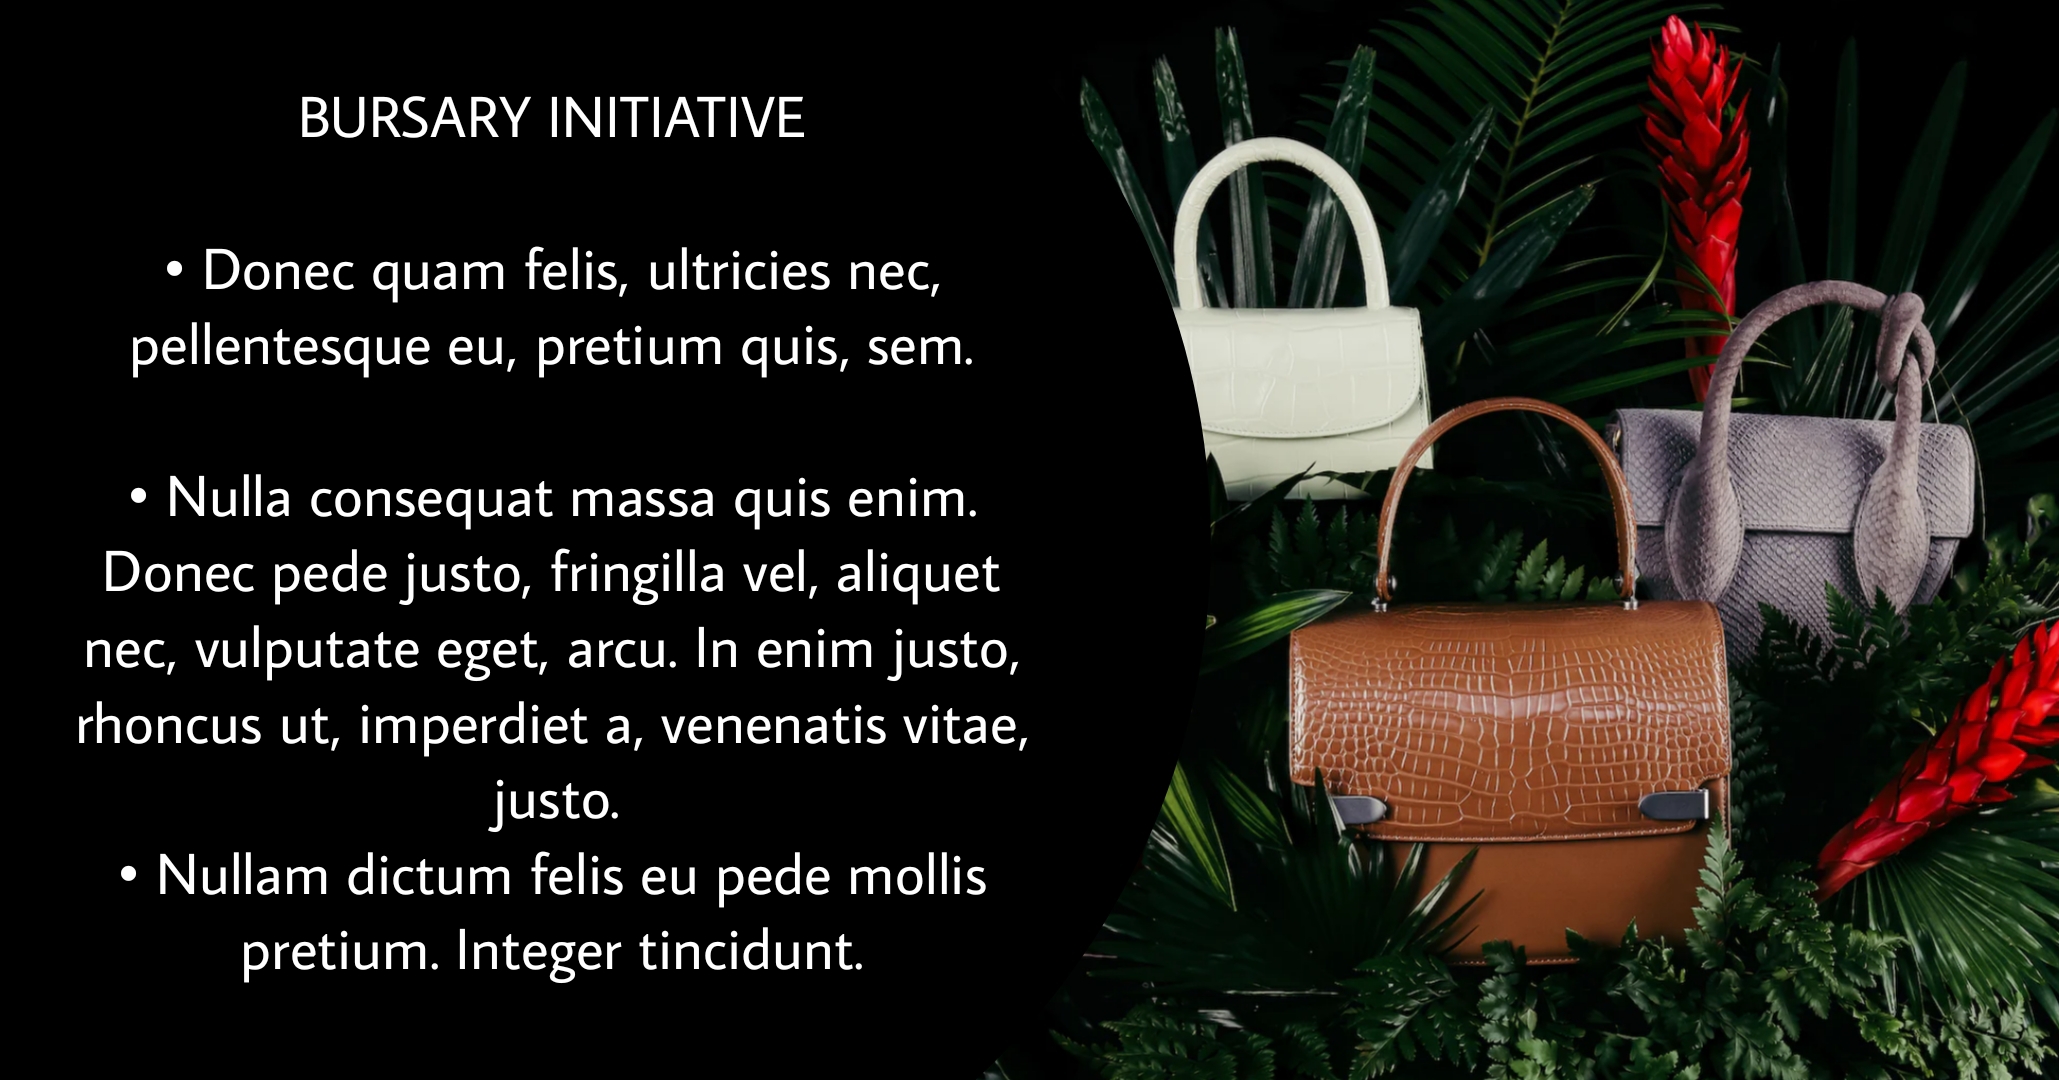 BURSARY INITIATIVE
• Donec quam felis, ultricies nec,
pellentesque eu, pretium quis, sem.
• Nulla consequat massa quis enim.
Donec pede justo, fringilla vel, aliquet
nec, vulputate eget, arcu. In enim justo,
rhoncus ut, imperdiet a, venenatis vitae,
justo.
• Nullam dictum felis eu pede mollis
pretium. Integer tincidunt.